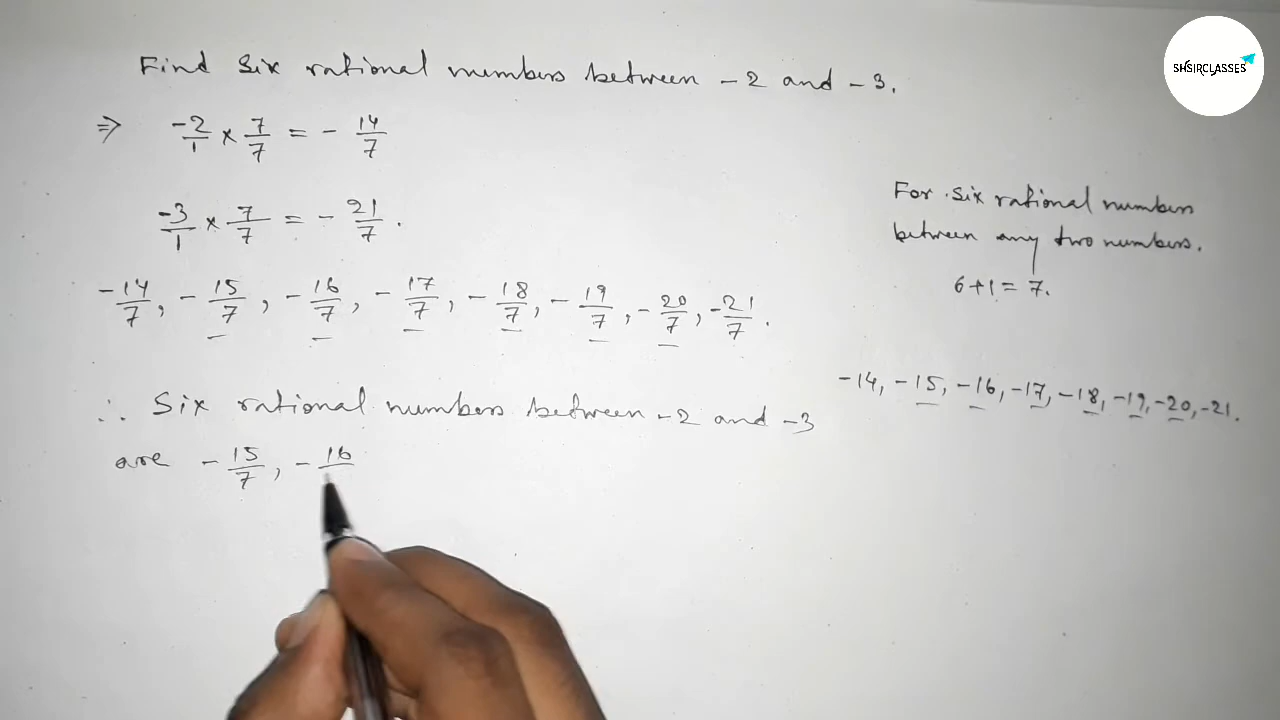 SHSIRCLASSES
Find six rational numbers between -2 and -3.
⇒ -2/1 × 7/7 = - 14/7
-3/1 × 7/7 = - 21/7.
-14/7, - 15/7, - 16/7, - 17/7, - 18/7, - 19/7, - 20/7, -21/7.
∴ Six rational numbers between -2 and -3
are - 15/7, - 16/
For six rational numbers
between any two numbers.
6+1 = 7.
-14, -15, -16, -17, -18, -19, -20, -21.